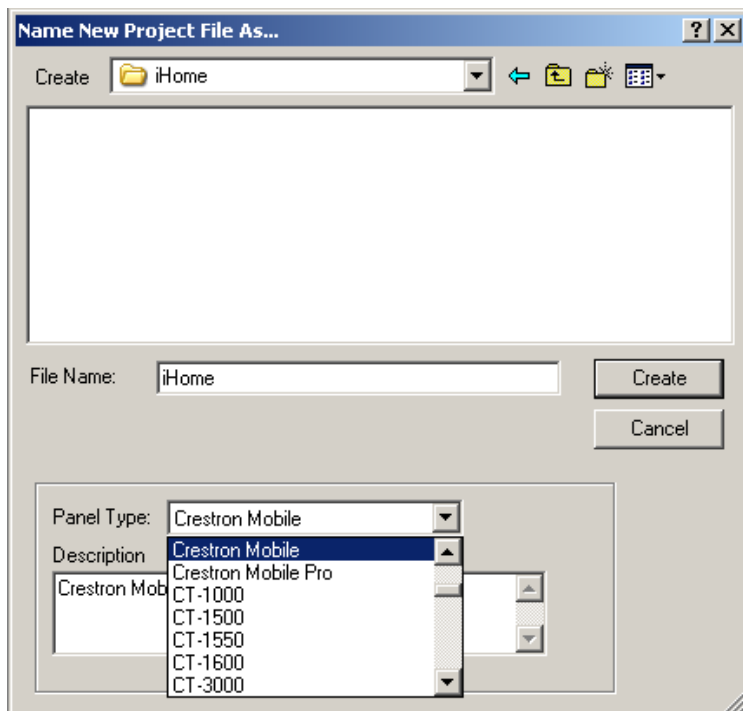 Name New Project File As...
Create iHome
File Name: iHome
Create
Cancel
Panel Type: Crestron Mobile
Crestron Mobile
Crestron Mobile Pro
CT-1000
CT-1500
CT-1550
CT-1600
CT-3000
Description
Crestron Mob